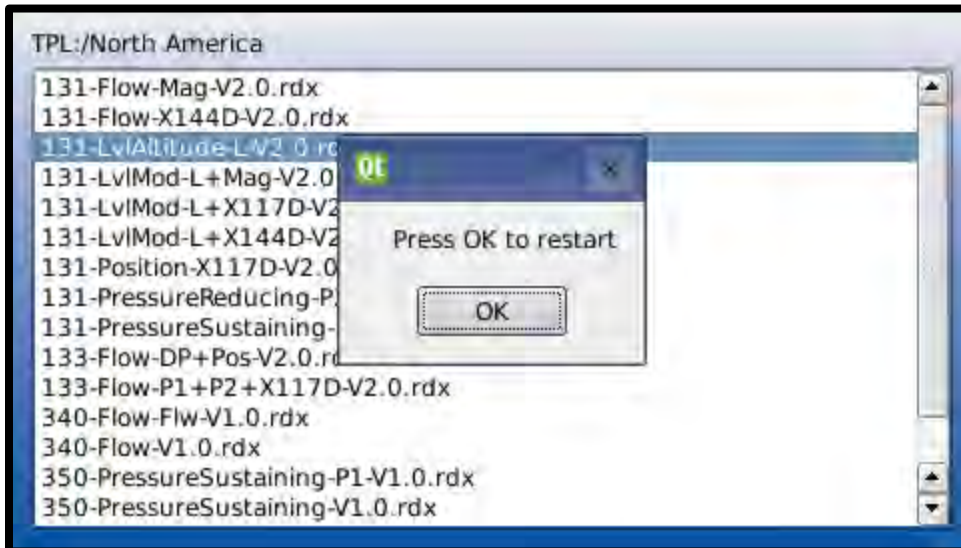 TPL:/North America
131-Flow-Mag-V2.0.rdx
131-Flow-X144D-V2.0.rdx
131-LvlAltitude-L-V2.0.rd
131-LvlMod-L+Mag-V2.0
131-LvlMod-L+X117D-V2
131-LvlMod-L+X144D-V2
131-Position-X117D-V2.0
131-PressureReducing-P
131-PressureSustaining-
133-Flow-DP+Pos-V2.0.rd
133-Flow-P1+P2+X117D-V2.0.rdx
340-Flow-Flw-V1.0.rdx
340-Flow-V1.0.rdx
350-PressureSustaining-P1-V1.0.rdx
350-PressureSustaining-V1.0.rdx
Qt
Press OK to restart
OK